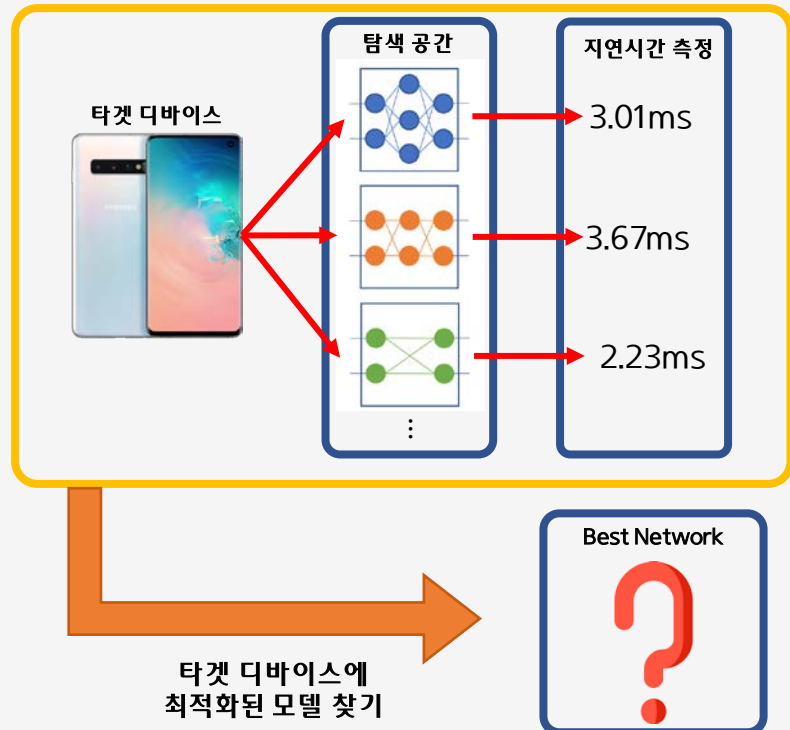 탐색 공간
지연시간 측정
타겟 디바이스
SAMSUNG
3.01ms
3.67ms
2.23ms
⋮
Best Network
?
타겟 디바이스에
최적화된 모델 찾기